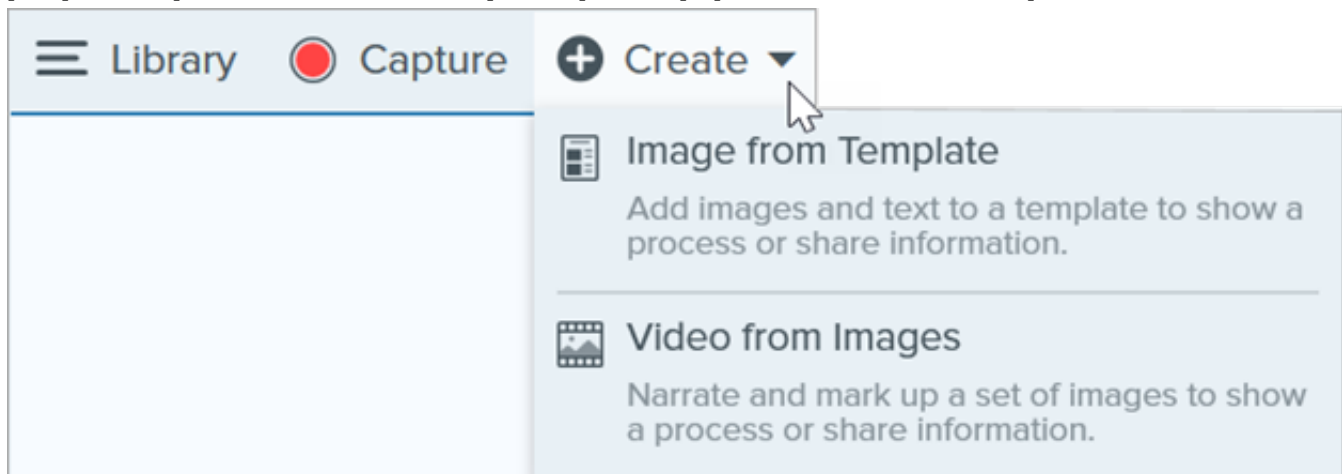 Library Capture Create
Image from Template
Add images and text to a template to show a
process or share information.
Video from Images
Narrate and mark up a set of images to show
a process or share information.